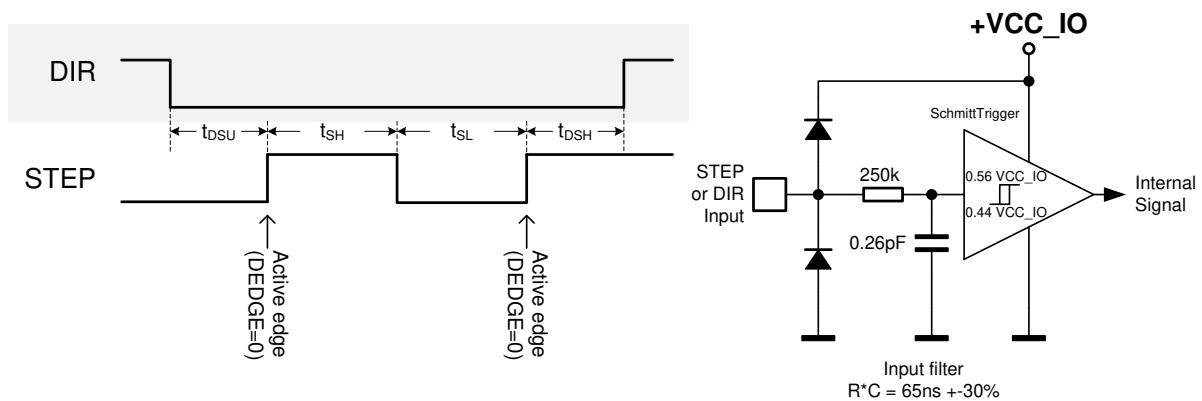 DIR
tDSU
tSH
tSL
tDSH
STEP
Active edge
(DEDGE=0)
Active edge
(DEDGE=0)
+VCC_IO
SchmittTrigger
STEP
or DIR
Input
250k
0.56 VCC_IO
0.44 VCC_IO
Internal
Signal
0.26pF
Input filter
R*C = 65ns +-30%